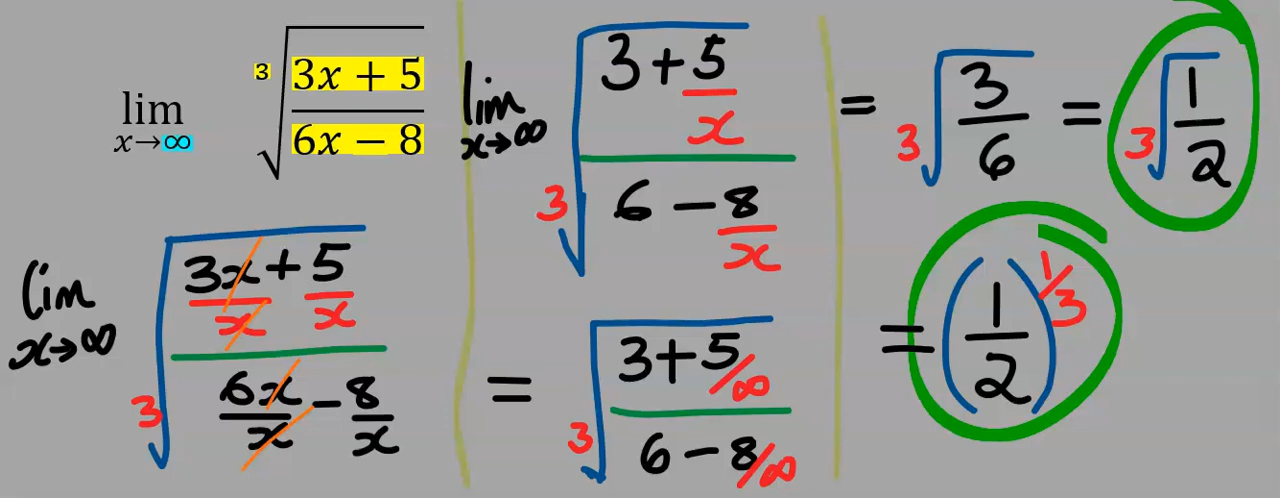 lim x→∞ ∛((3x + 5)/(6x − 8))
lim x→∞ ∛((3x/x + 5/x)/(6x/x − 8/x))
lim x→∞ ∛((3 + 5/x)/(6 − 8/x))
= ∛((3 + 5/∞)/(6 − 8/∞))
= ∛(3/6) = ∛(1/2)
= (1/2)^(1/3)